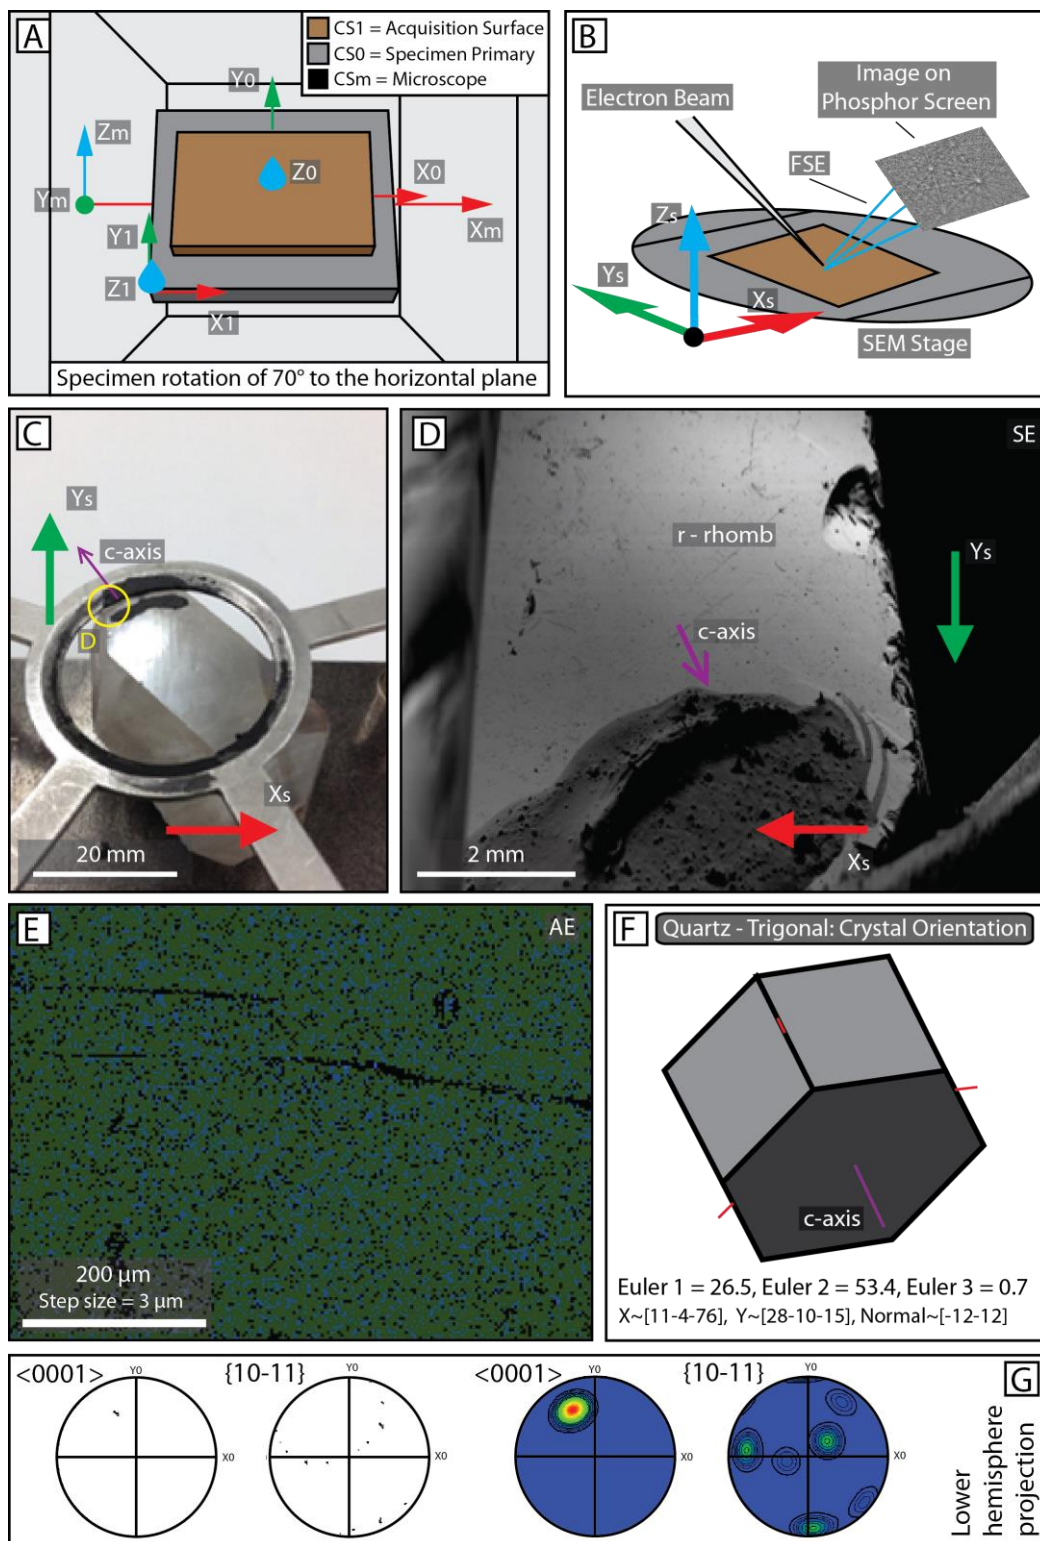 A
CS1 = Acquisition Surface
CS0 = Specimen Primary
CSm = Microscope
Y0
Zm
Z0
X0
Ym
Xm
Y1
Z1
X1
Specimen rotation of 70° to the horizontal plane
B
Image on
Phosphor Screen
Electron Beam
FSE
Zs
Ys
Xs
SEM Stage
C
Ys
c-axis
D
Xs
20 mm
D
SE
r - rhomb
Ys
c-axis
2 mm
Xs
E
AE
200 µm
Step size = 3 µm
F
Quartz - Trigonal: Crystal Orientation
c-axis
Euler 1 = 26.5, Euler 2 = 53.4, Euler 3 = 0.7
X~[11-4-76], Y~[28-10-15], Normal~[-12-12]
<0001>
Y0
X0
{10-11}
Y0
X0
<0001>
Y0
X0
{10-11}
Y0
X0
G
Lower
hemisphere
projection